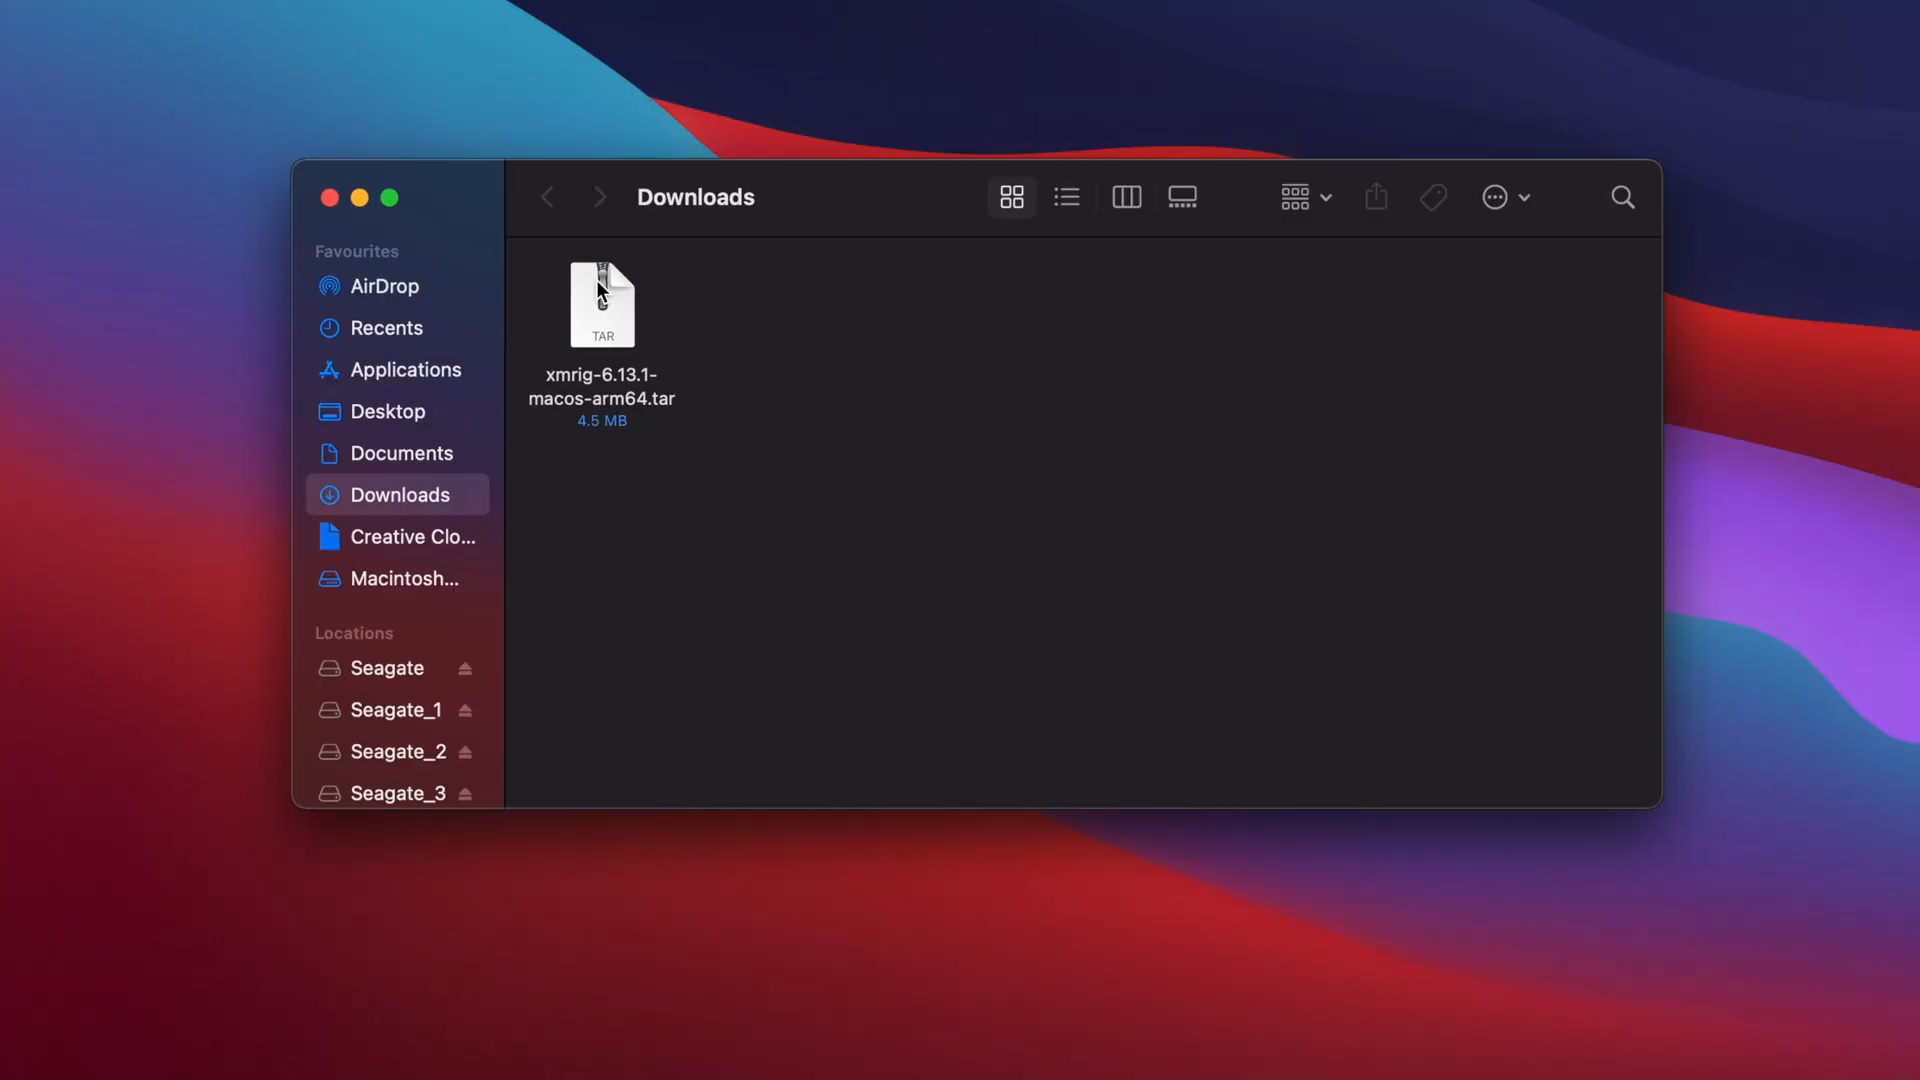 Downloads
Favourites
AirDrop
Recents
Applications
Desktop
Documents
Downloads
Creative Clo...
Macintosh...
Locations
Seagate
Seagate_1
Seagate_2
Seagate_3
TAR
xmrig-6.13.1-
macos-arm64.tar
4.5 MB